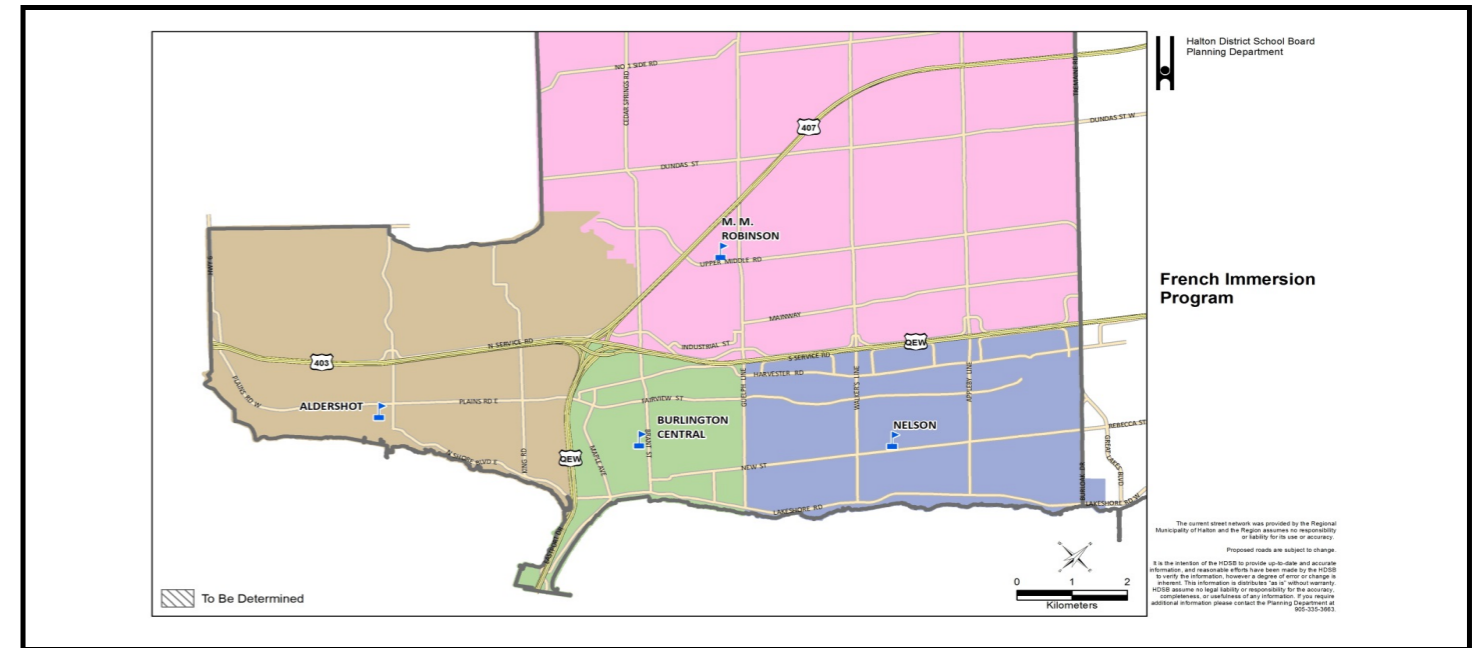 Halton District School Board
Planning Department
French Immersion
Program
NO 1 SIDE RD
CEDAR SPRINGS RD
TREMAINE RD
407
DUNDAS ST W
DUNDAS ST
M. M.
ROBINSON
UPPER MIDDLE RD
HWY 6
MAINWAY
INDUSTRIAL ST
QEW
N SERVICE RD
S SERVICE RD
403
HARVESTER RD
GUELPH LINE
WALKERS LINE
APPLEBY LINE
PLAINS RD W
ALDERSHOT
PLAINS RD E
FAIRVIEW ST
BURLINGTON
CENTRAL
BRANT ST
NELSON
REBECCA ST
MAPLE AVE
KING RD
N SHORE BLVD E
QEW
NEW ST
GREAT LAKES BLVD
BURLOAK DR
LAKESHORE RD
LAKESHORE RD W
EASTPORT DR
To Be Determined
0 1 2
Kilometers
The current street network was provided by the Regional
Municipality of Halton and the Region assumes no responsibility
or liability for its use or accuracy.
Proposed roads are subject to change.
It is the intention of the HDSB to provide up-to-date and accurate
information, and reasonable efforts have been made by the HDSB
to verify the information, however a degree of error or change is
inherent. This information is distributes "as is" without warranty.
HDSB assume no legal liability or responsibility for the accuracy,
completeness, or usefulness of any information. If you require
additional information please contact the Planning Department at
905-335-3663.